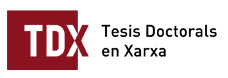 TDX
Tesis Doctorals
en Xarxa